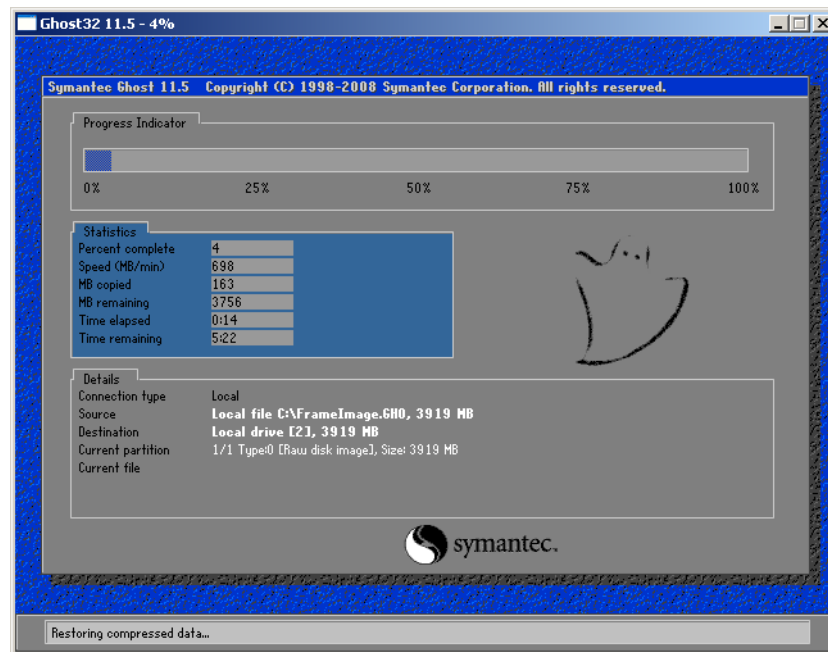 Ghost32 11.5 - 4%
Symantec Ghost 11.5 Copyright (C) 1998-2008 Symantec Corporation. All rights reserved.
Progress Indicator
0% 25% 50% 75% 100%
Statistics
Percent complete 4
Speed (MB/min) 698
MB copied 163
MB remaining 3756
Time elapsed 0:14
Time remaining 5:22
Details
Connection type Local
Source Local file C:\FrameImage.GHO, 3919 MB
Destination Local drive [2], 3919 MB
Current partition 1/1 Type:0 [Raw disk image], Size: 3919 MB
Current file
symantec.
Restoring compressed data...